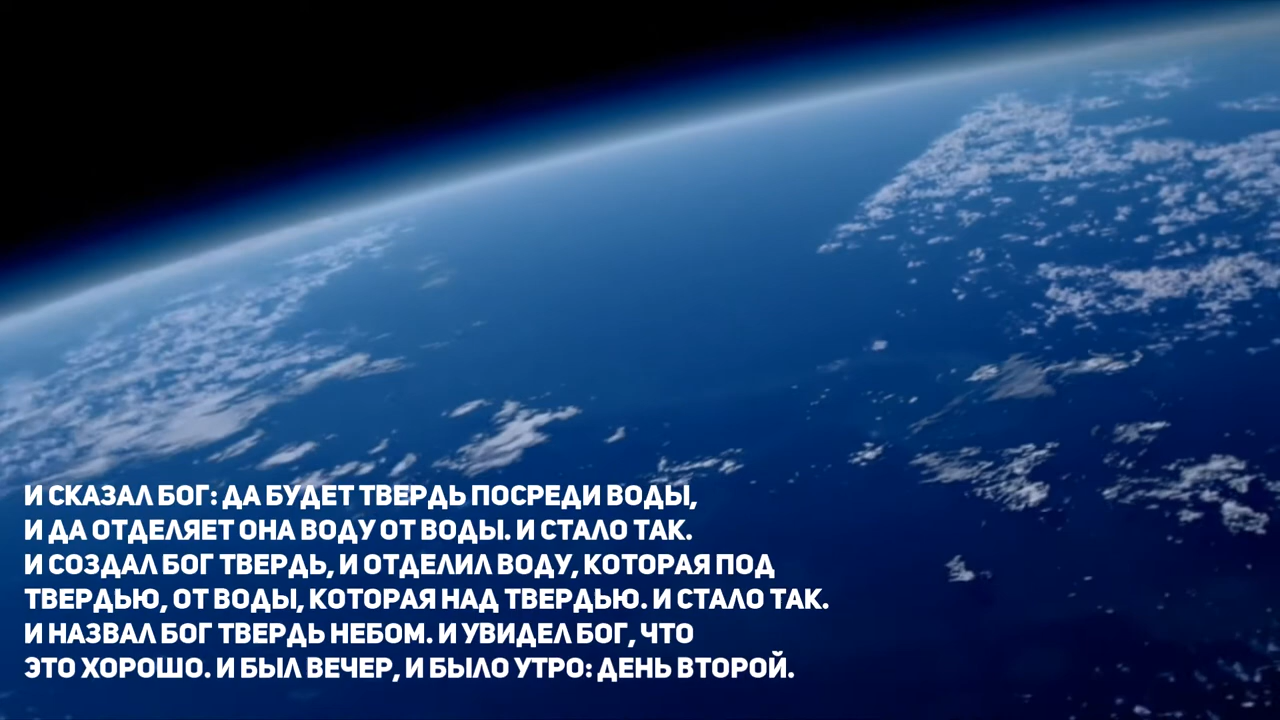 И СКАЗАЛ БОГ: ДА БУДЕТ ТВЕРДЬ ПОСРЕДИ ВОДЫ,
И ДА ОТДЕЛЯЕТ ОНА ВОДУ ОТ ВОДЫ. И СТАЛО ТАК.
И СОЗДАЛ БОГ ТВЕРДЬ, И ОТДЕЛИЛ ВОДУ, КОТОРАЯ ПОД
ТВЕРДЬЮ, ОТ ВОДЫ, КОТОРАЯ НАД ТВЕРДЬЮ. И СТАЛО ТАК.
И НАЗВАЛ БОГ ТВЕРДЬ НЕБОМ. И УВИДЕЛ БОГ, ЧТО
ЭТО ХОРОШО. И БЫЛ ВЕЧЕР, И БЫЛО УТРО: ДЕНЬ ВТОРОЙ.